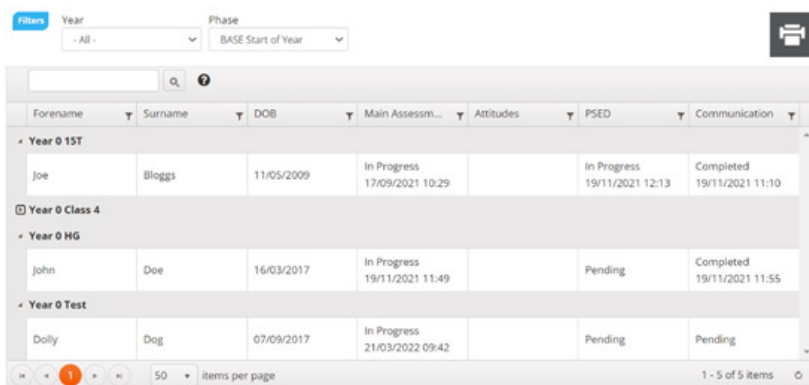 Filters Year Phase
- All - BASE Start of Year
Forename Surname DOB Main Assessm... Attitudes PSED Communication
Year 0 15T
Joe Bloggs 11/05/2009 In Progress In Progress Completed
17/09/2021 10:29 19/11/2021 12:13 19/11/2021 11:10
Year 0 Class 4
Year 0 HG
John Doe 16/03/2017 In Progress Pending Completed
19/11/2021 11:49 19/11/2021 11:55
Year 0 Test
Dolly Dog 07/09/2017 In Progress Pending Pending
21/03/2022 09:42
1 50 items per page 1 - 5 of 5 items